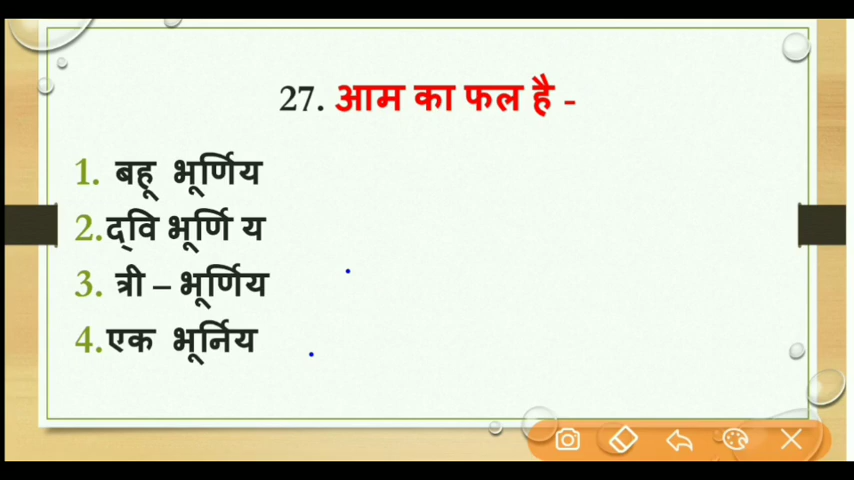 27. आम का फल है -
1. बहू भूर्णिय
2.द्वि भूर्णि य
3. त्री – भूर्णिय
4.एक भूर्निय